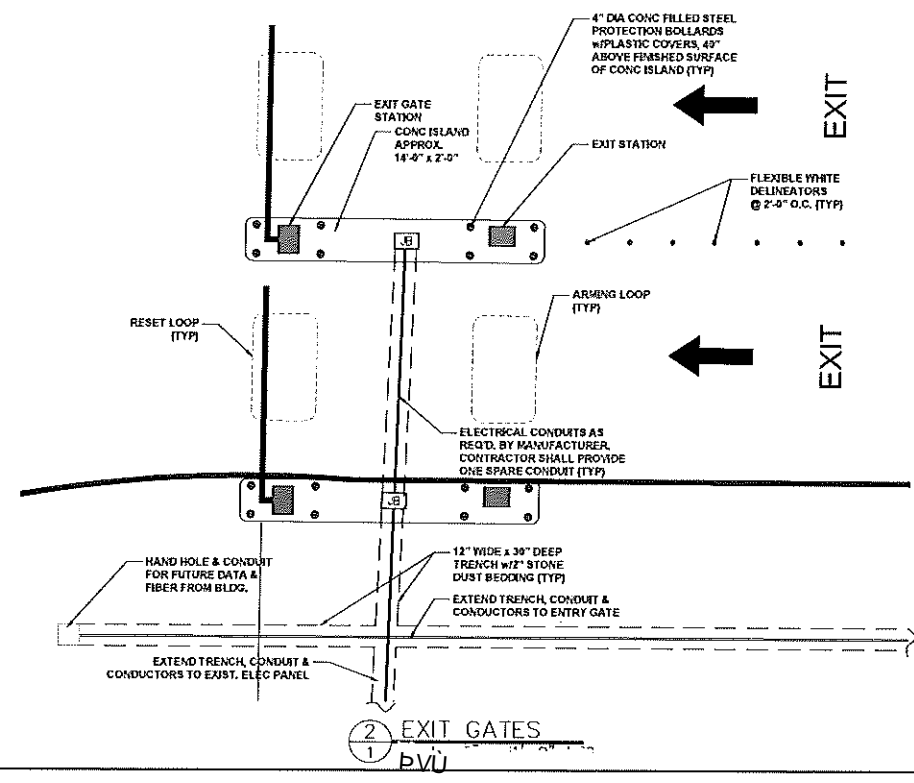 4" DIA CONC FILLED STEEL
PROTECTION BOLLARDS
w/PLASTIC COVERS, 40"
ABOVE FINISHED SURFACE
OF CONC ISLAND (TYP)
EXIT
EXIT GATE
STATION
CONC ISLAND
APPROX.
14'-0" x 2'-0"
EXIT STATION
FLEXIBLE WHITE
DELINEATORS
@ 2'-0" O.C. (TYP)
JB
RESET LOOP
(TYP)
ARMING LOOP
(TYP)
EXIT
ELECTRICAL CONDUITS AS
REQ'D. BY MANUFACTURER,
CONTRACTOR SHALL PROVIDE
ONE SPARE CONDUIT (TYP)
JB
HAND HOLE & CONDUIT
FOR FUTURE DATA &
FIBER FROM BLDG.
12" WIDE x 30" DEEP
TRENCH w/2" STONE
DUST BEDDING (TYP)
EXTEND TRENCH, CONDUIT &
CONDUCTORS TO ENTRY GATE
EXTEND TRENCH, CONDUIT &
CONDUCTORS TO EXIST. ELEC PANEL
2
1
EXIT GATES
ÞVÙ